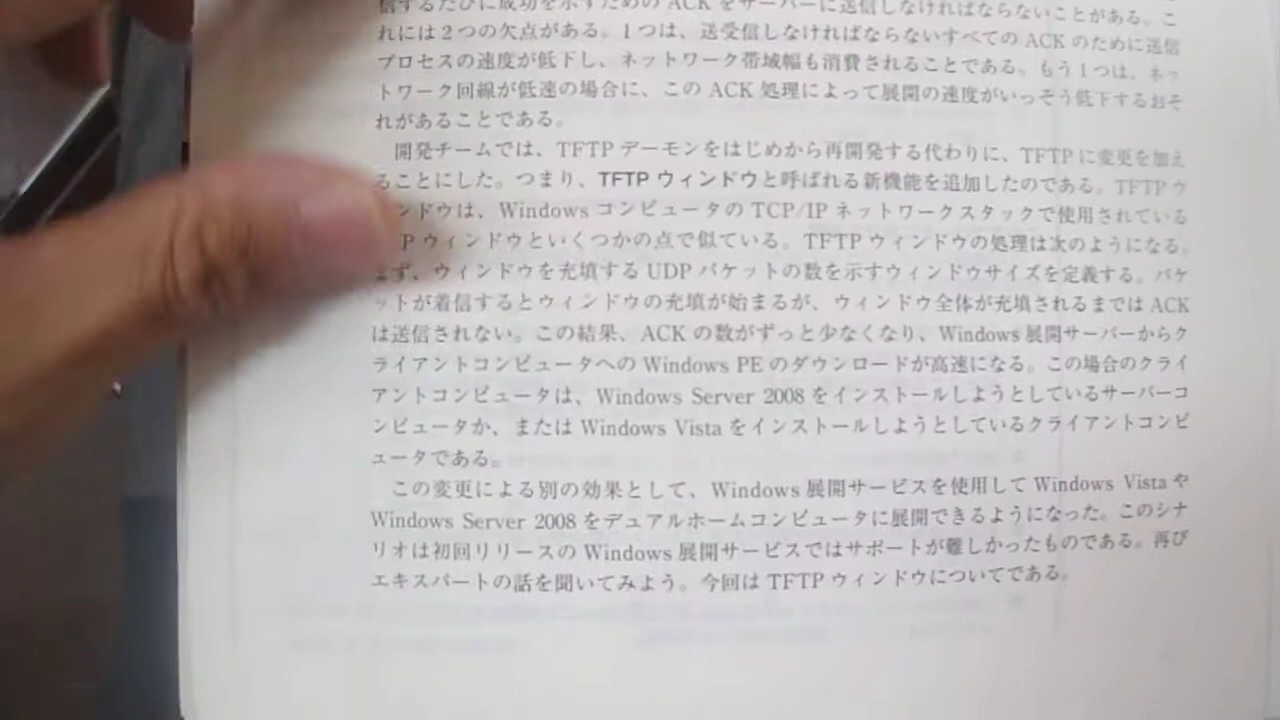 信するたびに成功を示すための ACK をサーバーに送信しなければならないことがある。こ
れには2つの欠点がある。1つは、送受信しなければならないすべての ACK のために送信
プロセスの速度が低下し、ネットワーク帯域幅も消費されることである。もう1つは、ネッ
トワーク回線が低速の場合に、この ACK 処理によって展開の速度がいっそう低下するおそ
れがあることである。
開発チームでは、TFTP デーモンをはじめから再開発する代わりに、TFTP に変更を加え
ることにした。つまり、TFTP ウィンドウと呼ばれる新機能を追加したのである。TFTP ウ
ンドウは、Windows コンピュータの TCP/IP ネットワークスタックで使用されている
P ウィンドウといくつかの点で似ている。TFTP ウィンドウの処理は次のようになる。
まず、ウィンドウを充填する UDP パケットの数を示すウィンドウサイズを定義する。パケ
ットが着信するとウィンドウの充填が始まるが、ウィンドウ全体が充填されるまでは ACK
は送信されない。この結果、ACK の数がずっと少なくなり、Windows 展開サーバーからク
ライアントコンピュータへの Windows PE のダウンロードが高速になる。この場合のクライ
アントコンピュータは、Windows Server 2008 をインストールしようとしているサーバーコ
ンピュータか、または Windows Vista をインストールしようとしているクライアントコンピ
ュータである。
この変更による別の効果として、Windows 展開サービスを使用して Windows Vista や
Windows Server 2008 をデュアルホームコンピュータに展開できるようになった。このシナ
リオは初回リリースの Windows 展開サービスではサポートが難しかったものである。再び
エキスパートの話を聞いてみよう。今回は TFTP ウィンドウについてである。